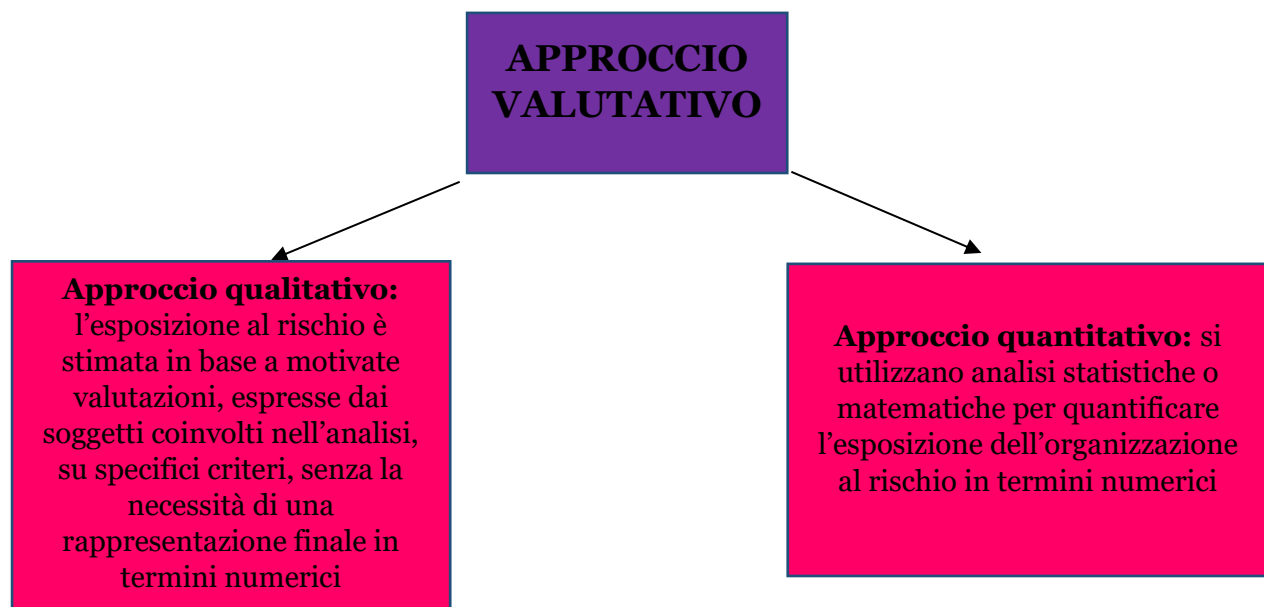 APPROCCIO
VALUTATIVO
Approccio qualitativo:
l’esposizione al rischio è
stimata in base a motivate
valutazioni, espresse dai
soggetti coinvolti nell’analisi,
su specifici criteri, senza la
necessità di una
rappresentazione finale in
termini numerici
Approccio quantitativo: si
utilizzano analisi statistiche o
matematiche per quantificare
l’esposizione dell’organizzazione
al rischio in termini numerici